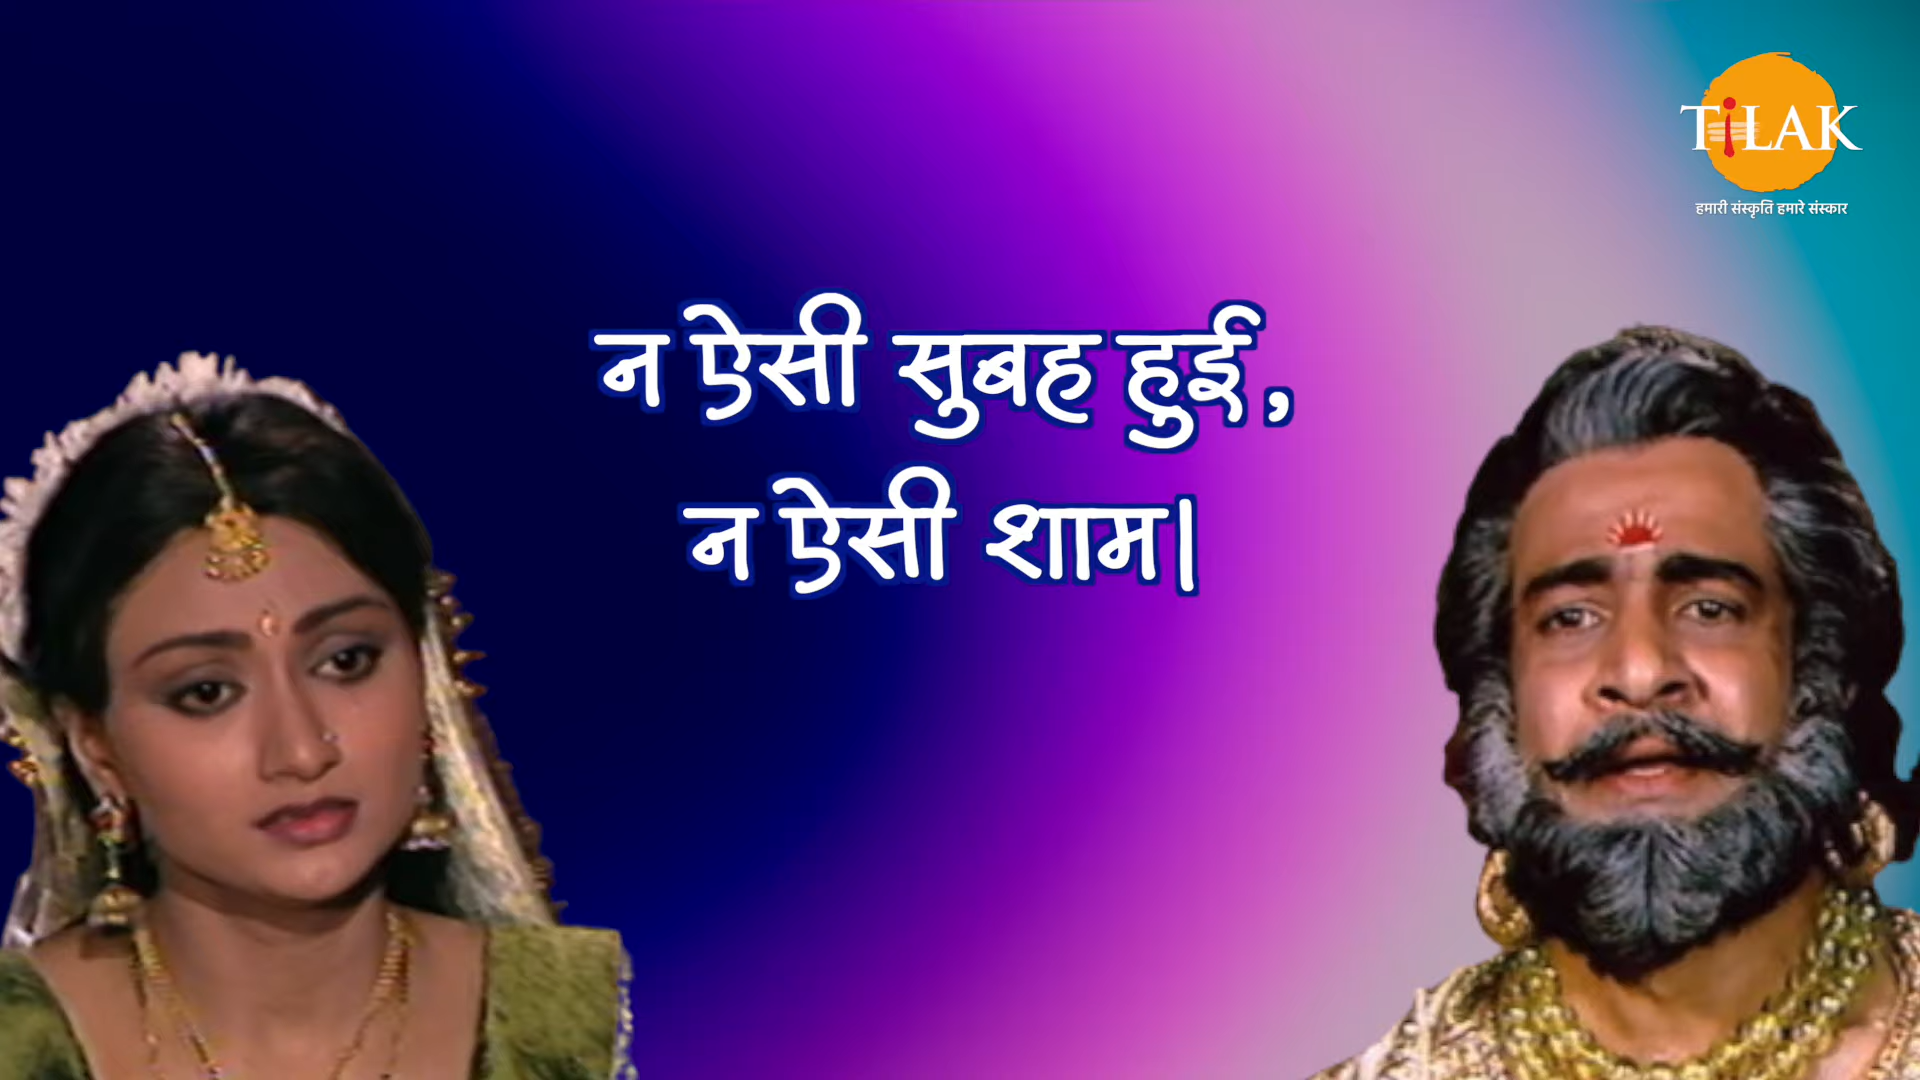 TiLAK
हमारी संस्कृति हमारे संस्कार
न ऐसी सुबह हुई,
न ऐसी शाम।